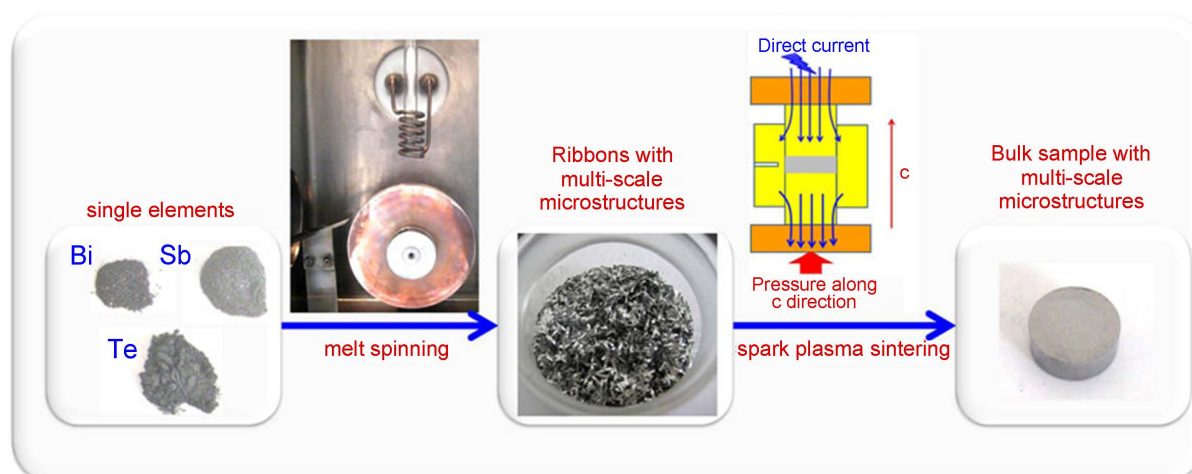 single elements
Bi
Sb
Te
melt spinning
Ribbons with
multi-scale
microstructures
Direct current
c
Pressure along
c direction
spark plasma sintering
Bulk sample with
multi-scale
microstructures